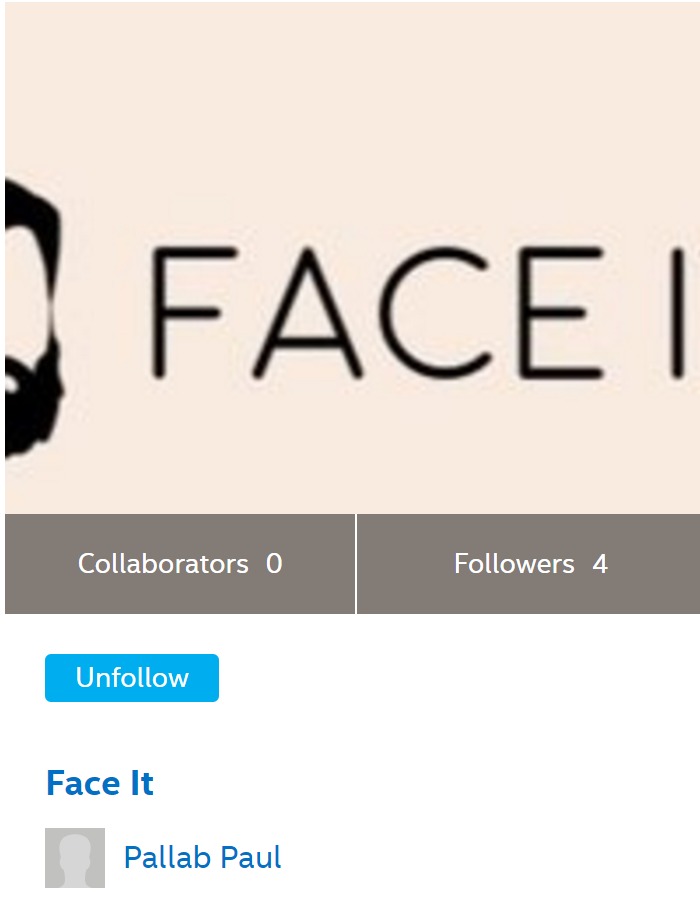 FACE I
Collaborators 0
Followers 4
Unfollow
Face It
Pallab Paul